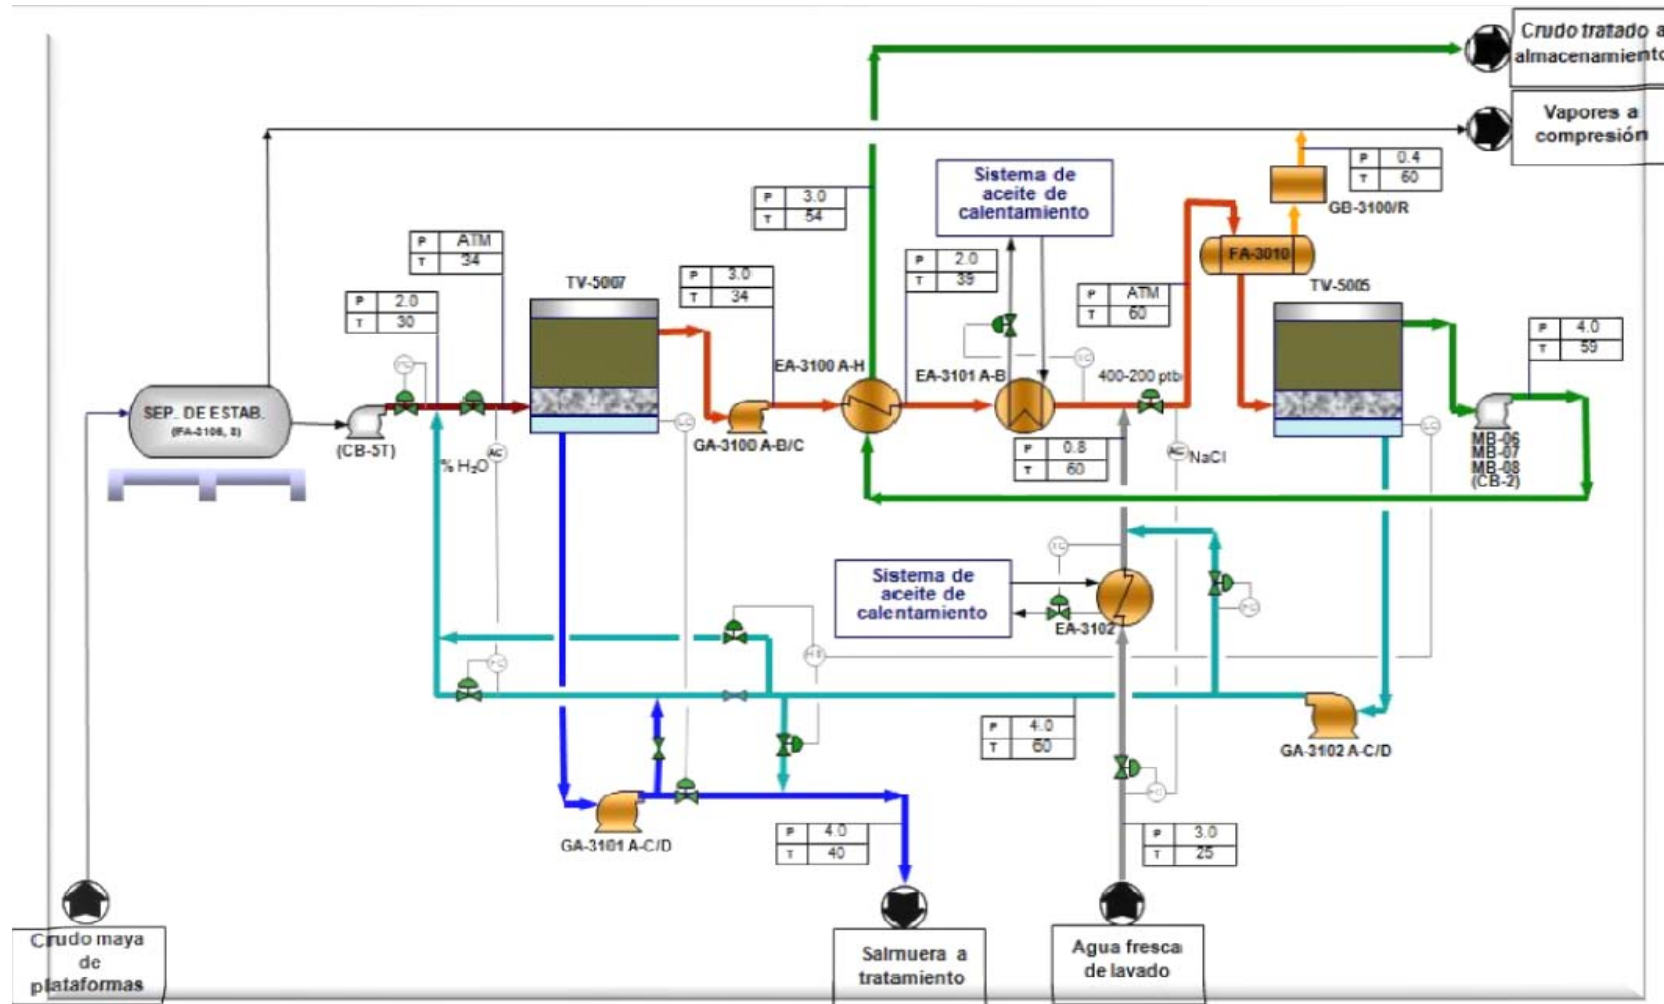 Crudo tratado a
almacenamiento
Vapores a
compresión
P 0.4
T 60
GB-3100/R
Sistema de
aceite de
calentamiento
P 3.0
T 54
P ATM
T 34
TV-5007
P 3.0
T 34
P 2.0
T 39
FA-3010
TV-5005
P ATM
T 60
P 2.0
T 30
P 4.0
T 59
EA-3100 A-H
EA-3101 A-B
400-200 ptb
SEP. DE ESTAB.
(CB-5T)
% H₂O
AC
LC
GA-3100 A-B/C
P 0.8
T 60
AC
NaCl
LC
MB-06
MB-07
MB-08
(CB-2)
Sistema de
aceite de
calentamiento
EA-3102
P 4.0
T 60
GA-3102 A-C/D
GA-3101 A-C/D
P 4.0
T 40
P 3.0
T 25
Crudo maya
de
plataformas
Salmuera a
tratamiento
Agua fresca
de lavado